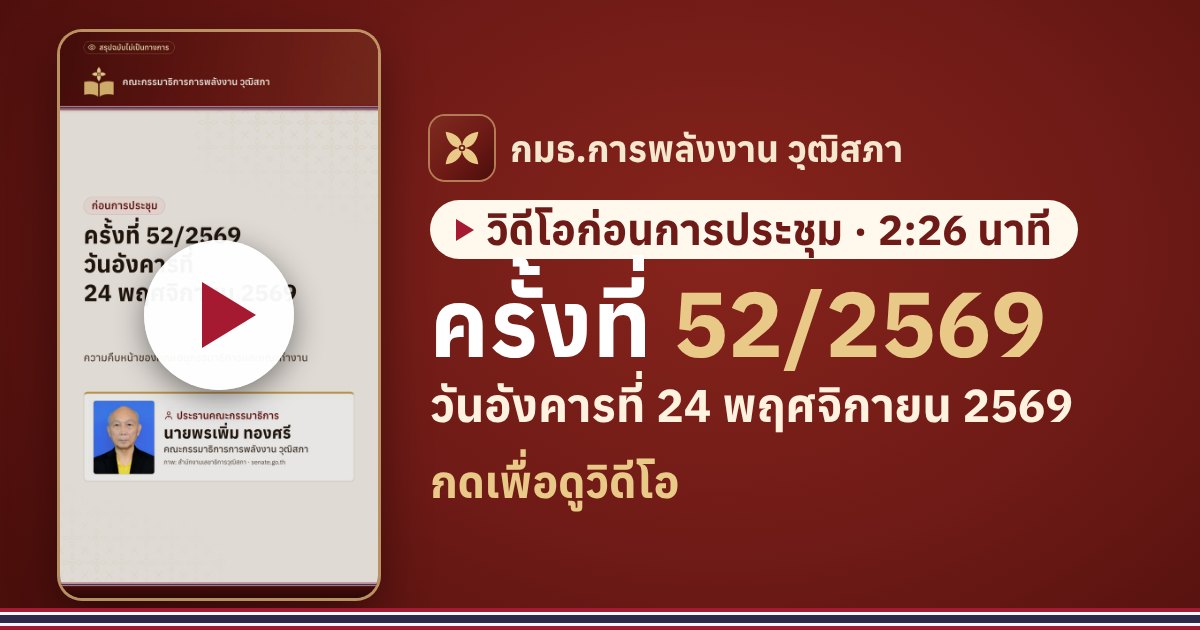 สรุปฉบับไม่เป็นทางการ
คณะกรรมาธิการการพลังงาน วุฒิสภา
ก่อนการประชุม
ครั้งที่ 52/2569
วันอังคารที่
24 พฤศจิกายน 2569
ความคืบหน้าของ
ทำงาน
ประธานคณะกรรมาธิการ
นายพรเพิ่ม ทองศรี
คณะกรรมาธิการการพลังงาน วุฒิสภา
ภาพ: สำนักงานเลขาธิการวุฒิสภา · senate.go.th
กมธ.การพลังงาน วุฒิสภา
วิดีโอก่อนการประชุม · 2:26 นาที
ครั้งที่ 52/2569
วันอังคารที่ 24 พฤศจิกายน 2569
กดเพื่อดูวิดีโอ